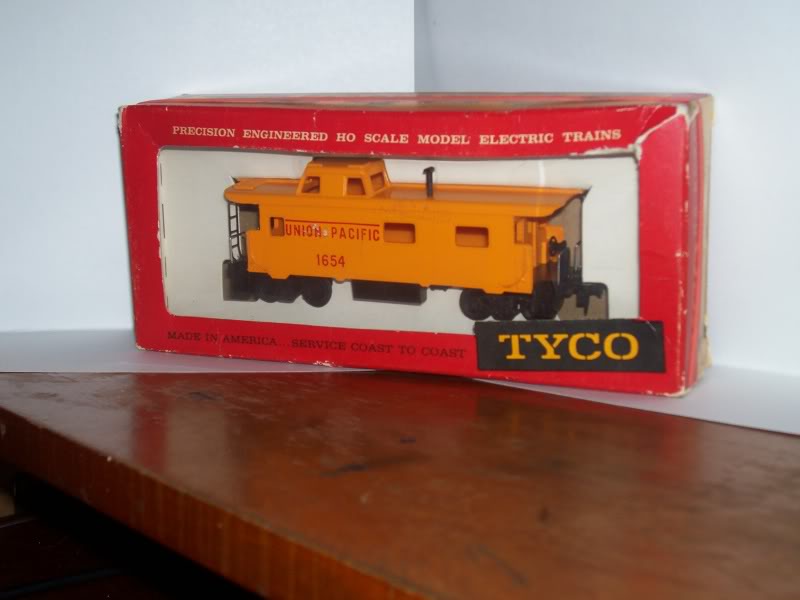 PRECISION ENGINEERED HO SCALE MODEL ELECTRIC TRAINS
UNION PACIFIC
1654
MADE IN AMERICA...SERVICE COAST TO COAST
TYCO